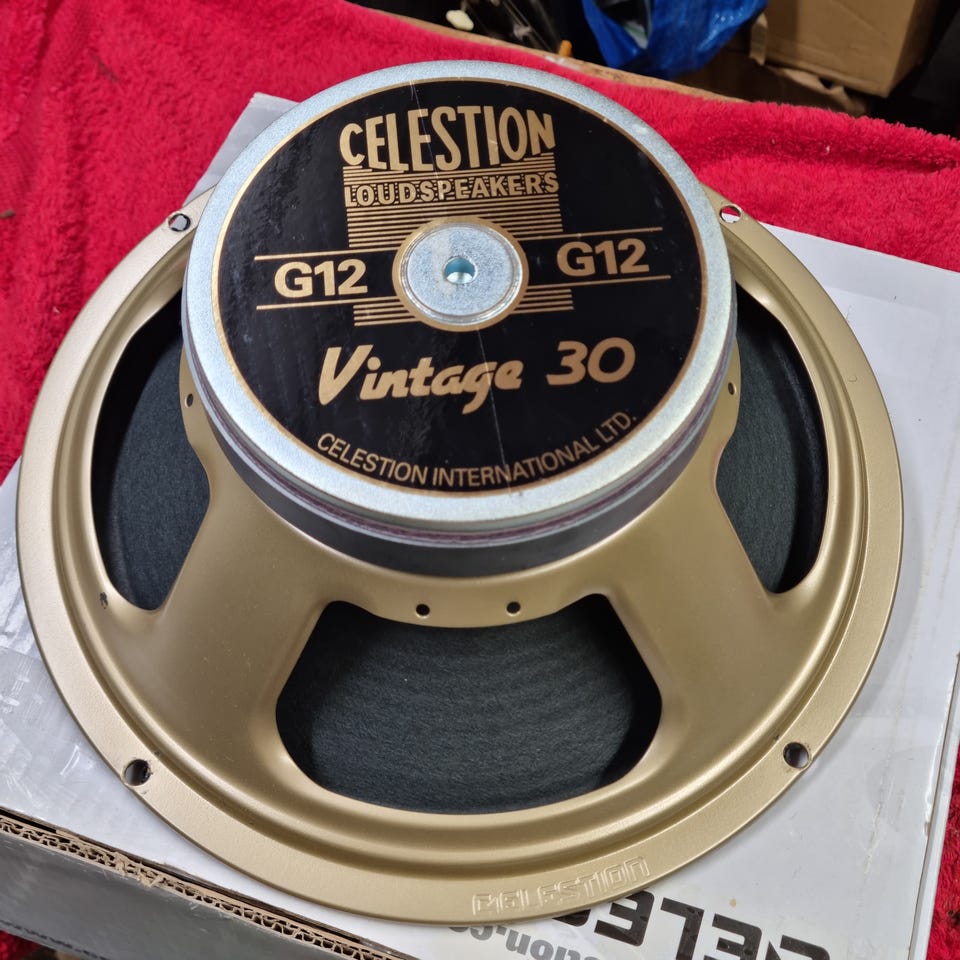 CELESTION
LOUDSPEAKERS
G12 G12
Vintage 30
CELESTION INTERNATIONAL LTD.
CELESTION